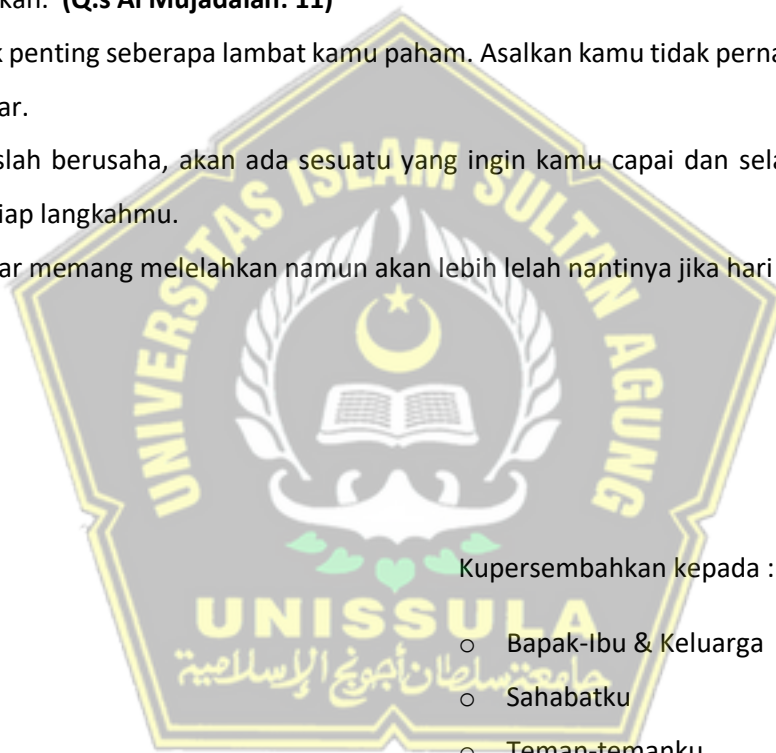 kan. (Q.s Al Mujadalah: 11)
k penting seberapa lambat kamu paham. Asalkan kamu tidak perna
ar.
slah berusaha, akan ada sesuatu yang ingin kamu capai dan sela
iap langkahmu.
ar memang melelahkan namun akan lebih lelah nantinya jika hari
UNIVERSITAS ISLAM SULTAN AGUNG
Kupersembahkan kepada :
UNISSULA
o Bapak-Ibu & Keluarga
جامعة سلطان أجونج الإسلامية
o Sahabatku
o Teman-temanku